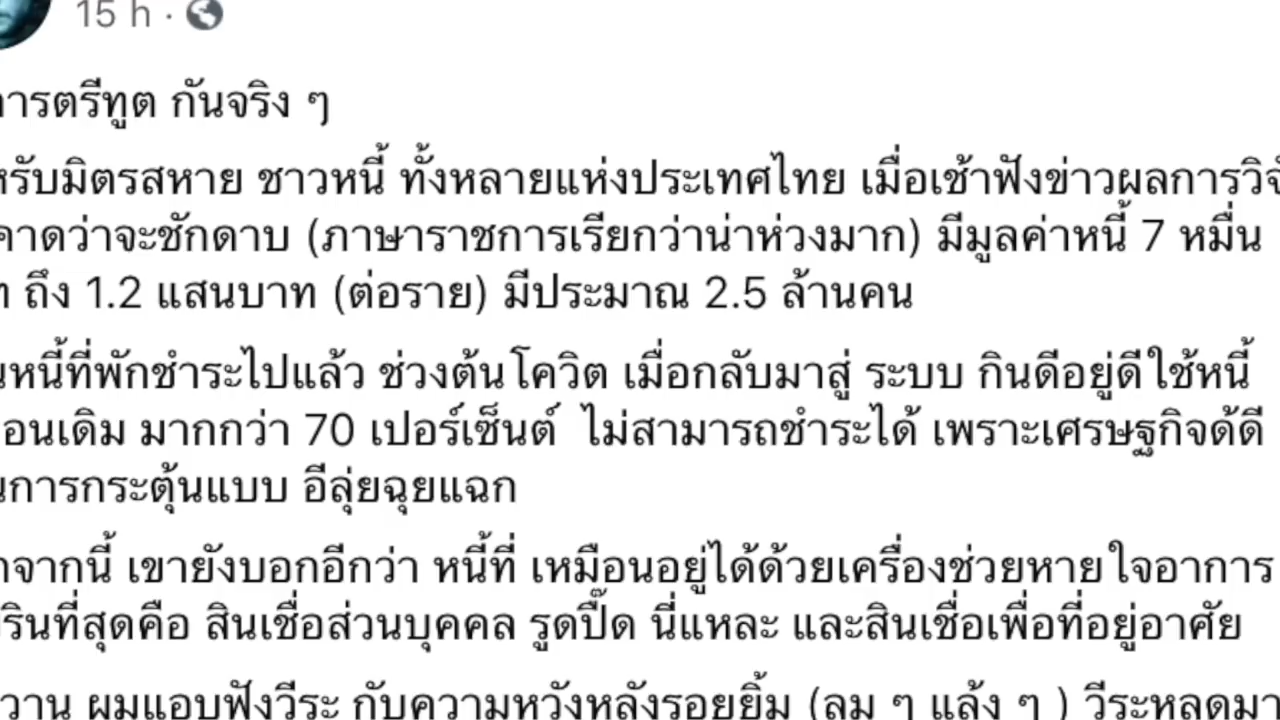 15 h ·
ารตรีทูต กันจริง ๆ
หรับมิตรสหาย ชาวหนี้ ทั้งหลายแห่งประเทศไทย เมื่อเช้าฟังข่าวผลการวิจั
คาดว่าจะชักดาบ (ภาษาราชการเรียกว่าน่าห่วงมาก) มีมูลค่าหนี้ 7 หมื่น
ถึง 1.2 แสนบาท (ต่อราย) มีประมาณ 2.5 ล้านคน
หนี้ที่พักชำระไปแล้ว ช่วงต้นโควิต เมื่อกลับมาสู่ ระบบ กินดีอยู่ดีใช้หนี้
อนเดิม มากกว่า 70 เปอร์เซ็นต์ ไม่สามารถชำระได้ เพราะเศรษฐกิจด้ดี
การกระตุ้นแบบ อีลุ่ยฉุยแฉก
จากนี้ เขายังบอกอีกว่า หนี้ที่ เหมือนอยู่ได้ด้วยเครื่องช่วยหายใจอาการ
รินที่สุดคือ สินเชื่อส่วนบุคคล รูดปื๊ด นี่แหละ และสินเชื่อเพื่อที่อยู่อาศัย
วาน ผมแอบฟังวีระ กับความหวังหลังรอยยิ้ม (ลม ๆ แล้ง ๆ ) วีระหลุดมา